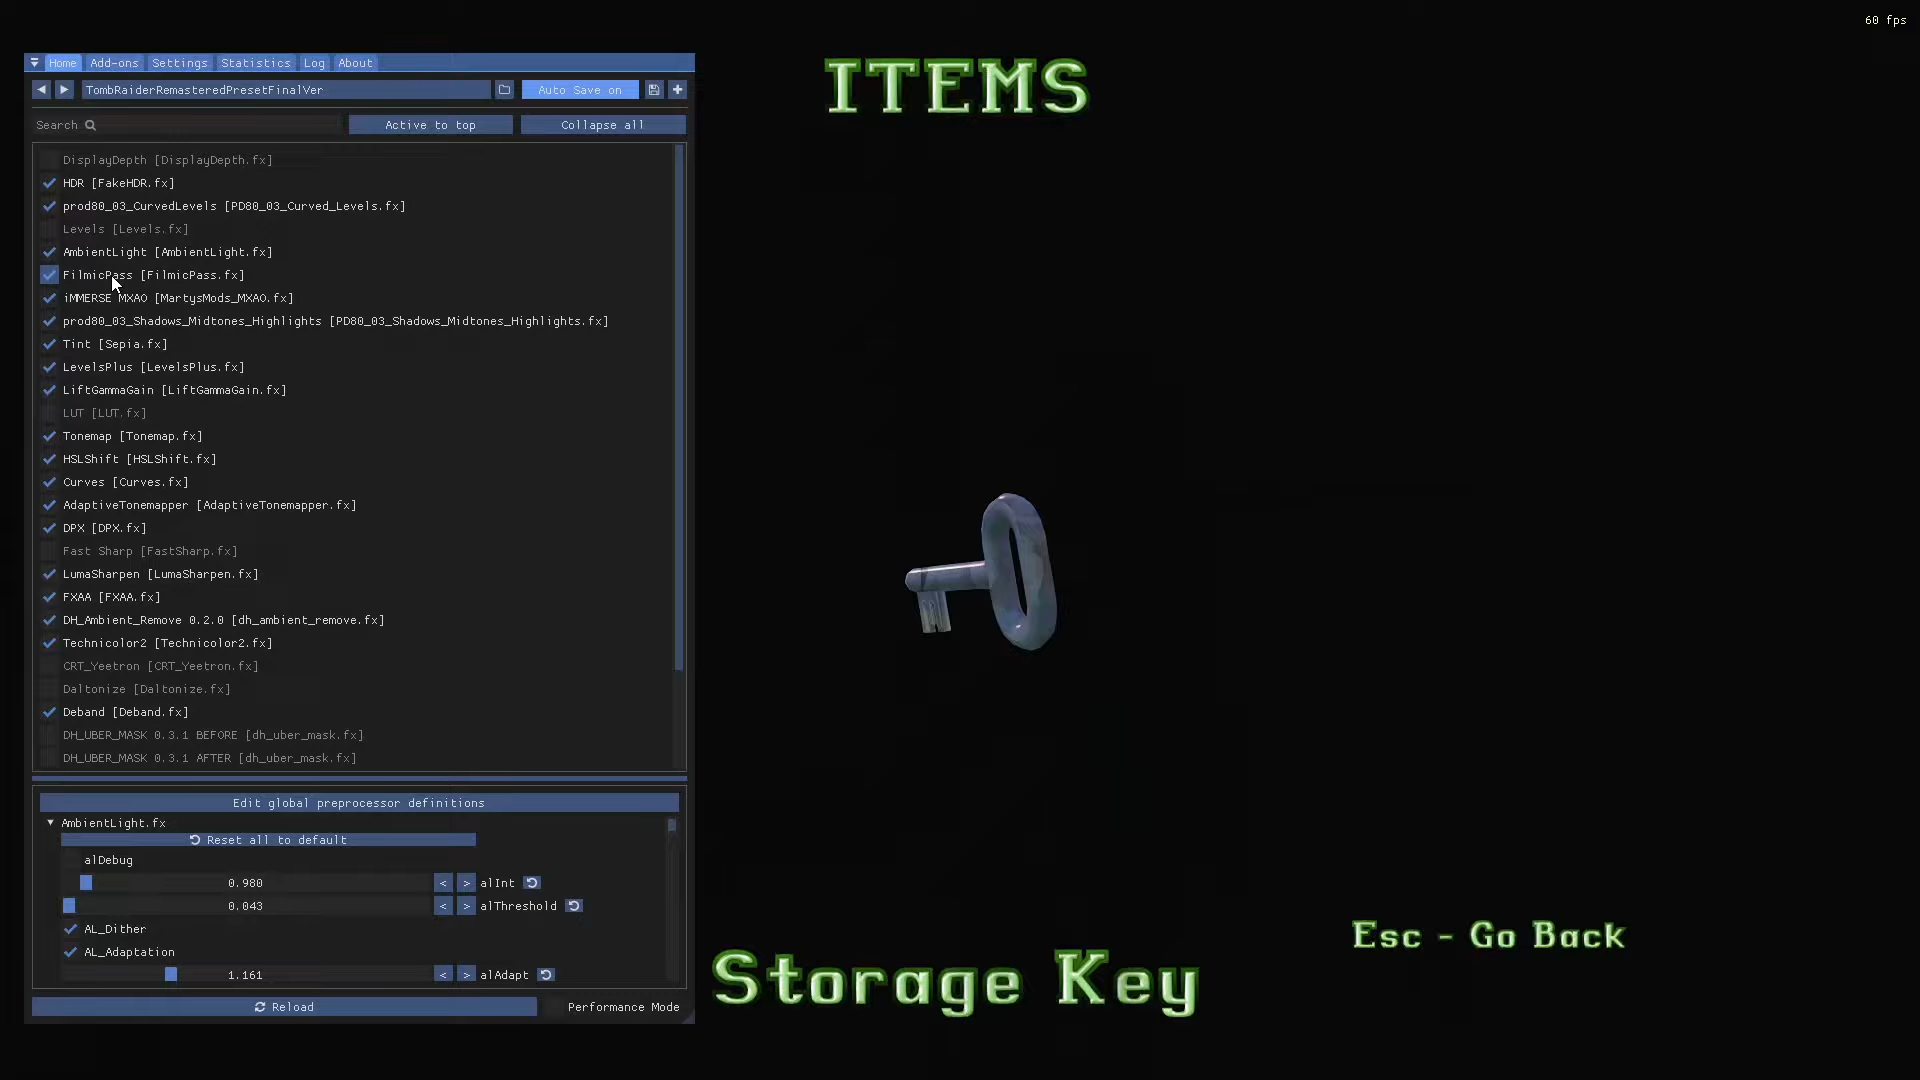 60 fps
Home Add-ons Settings Statistics Log About
TombRaiderRemasteredPresetFinalVer Auto Save on
ITEMS
Search Active to top Collapse all
DisplayDepth [DisplayDepth.fx]
HDR [FakeHDR.fx]
prod80_03_CurvedLevels [PD80_03_Curved_Levels.fx]
Levels [Levels.fx]
AmbientLight [AmbientLight.fx]
FilmicPass [FilmicPass.fx]
iMMERSE MXAO [MartysMods_MXAO.fx]
prod80_03_Shadows_Midtones_Highlights [PD80_03_Shadows_Midtones_Highlights.fx]
Tint [Sepia.fx]
LevelsPlus [LevelsPlus.fx]
LiftGammaGain [LiftGammaGain.fx]
LUT [LUT.fx]
Tonemap [Tonemap.fx]
HSLShift [HSLShift.fx]
Curves [Curves.fx]
AdaptiveTonemapper [AdaptiveTonemapper.fx]
DPX [DPX.fx]
Fast Sharp [FastSharp.fx]
LumaSharpen [LumaSharpen.fx]
FXAA [FXAA.fx]
DH_Ambient_Remove 0.2.0 [dh_ambient_remove.fx]
Technicolor2 [Technicolor2.fx]
CRT_Yeetron [CRT_Yeetron.fx]
Daltonize [Daltonize.fx]
Deband [Deband.fx]
DH_UBER_MASK 0.3.1 BEFORE [dh_uber_mask.fx]
DH_UBER_MASK 0.3.1 AFTER [dh_uber_mask.fx]
Edit global preprocessor definitions
AmbientLight.fx
Reset all to default
alDebug
0.980 < > alInt
0.043 < > alThreshold
AL_Dither
AL_Adaptation
1.161 < > alAdapt
Reload Performance Mode
Esc - Go Back
Storage Key